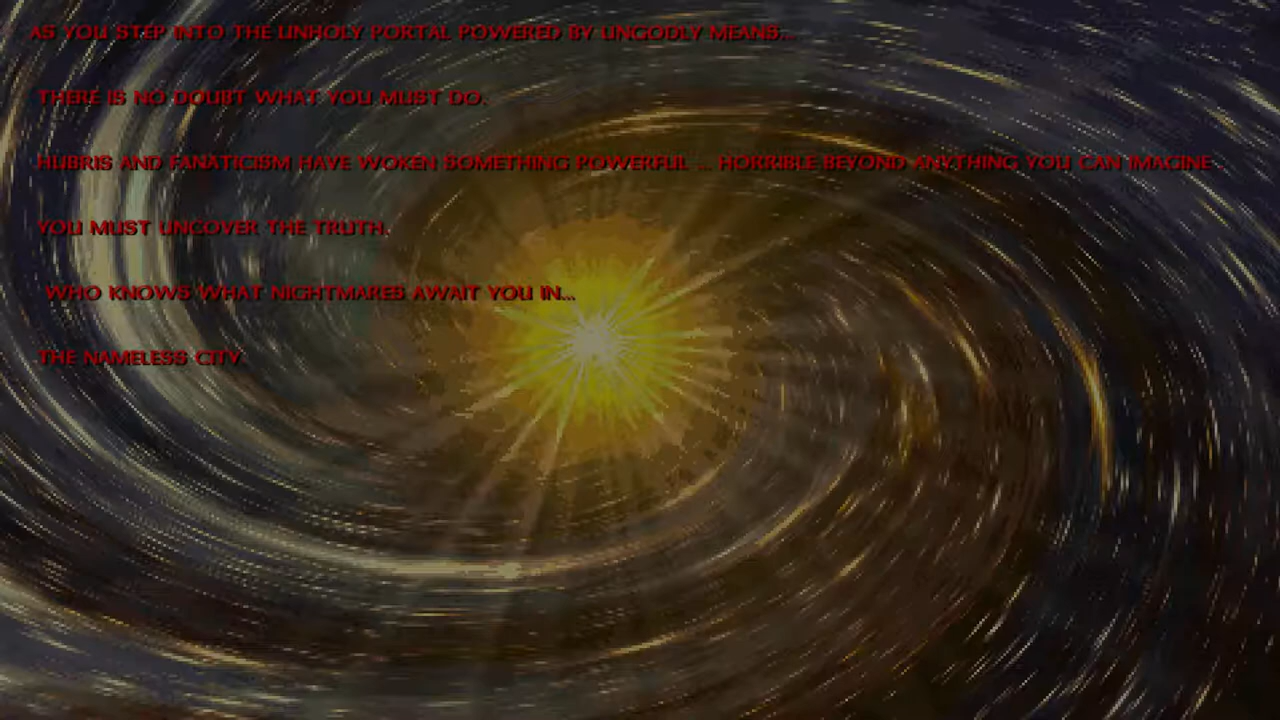 AS YOU STEP INTO THE UNHOLY PORTAL POWERED BY UNGODLY MEANS...
THERE IS NO DOUBT WHAT YOU MUST DO.
HUBRIS AND FANATICISM HAVE WOKEN SOMETHING POWERFUL ... HORRIBLE BEYOND ANYTHING YOU CAN IMAGINE
YOU MUST UNCOVER THE TRUTH.
WHO KNOWS WHAT NIGHTMARES AWAIT YOU IN...
THE NAMELESS CITY.